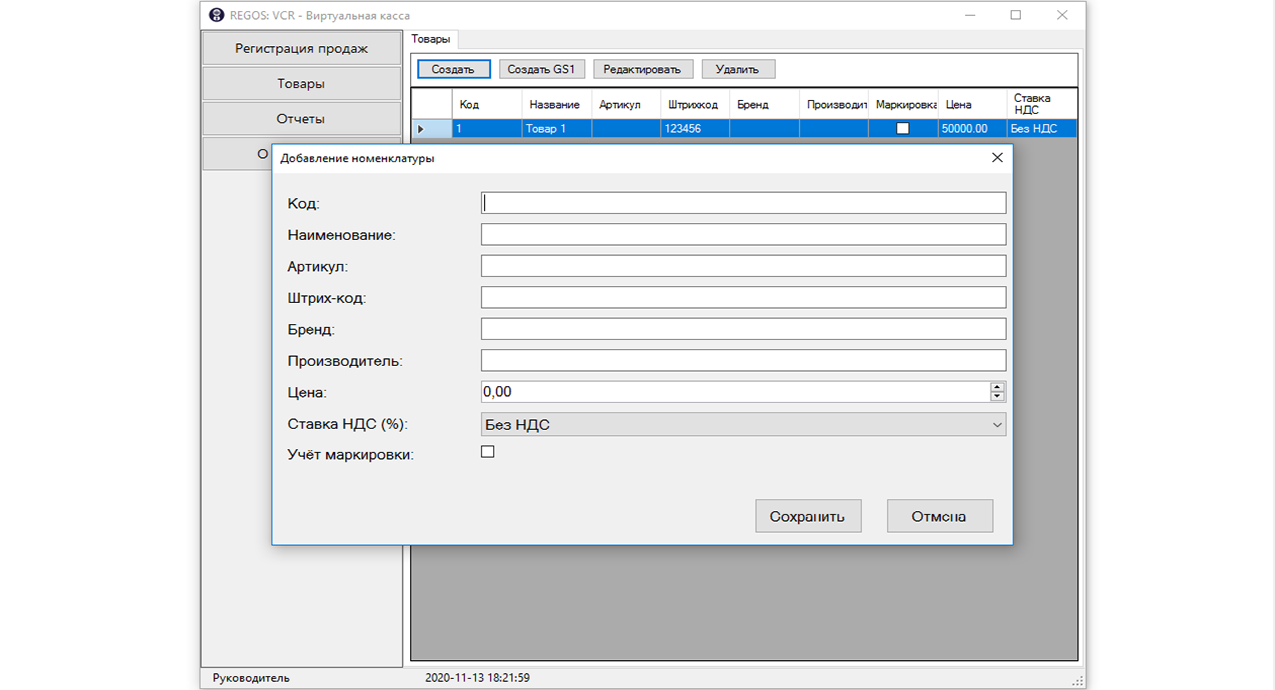 REGOS: VCR - Виртуальная касса
Регистрация продаж
Товары
Отчеты
О
Товары
Создать
Создать GS1
Редактировать
Удалить
Код Название Артикул Штрихкод Бренд Производит Маркировка Цена Ставка
НДС
1 Товар 1 123456 50000.00 Без НДС
Добавление номенклатуры
Код:
Наименование:
Артикул:
Штрих-код:
Бренд:
Производитель:
Цена: 0,00
Ставка НДС (%): Без НДС
Учёт маркировки:
Сохранить Отмена
Руководитель 2020-11-13 18:21:59